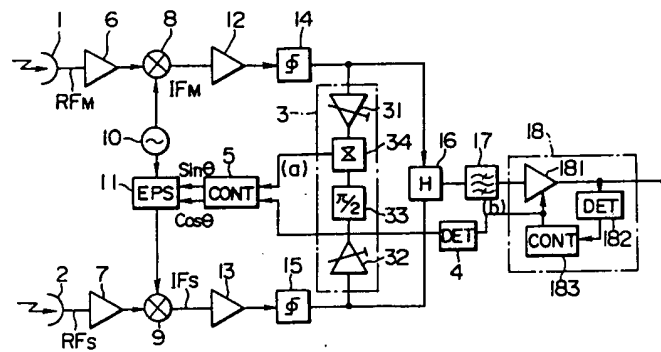 1
6
8
12
14
RFM
IFM
3
31
34
16
17
18
181
10
Sinθ
5
(a)
11
EPS
CONT
Cosθ
π/2
33
H
(b)
DET
4
DET
182
CONT
183
32
2
7
IFS
13
15
RFS
9